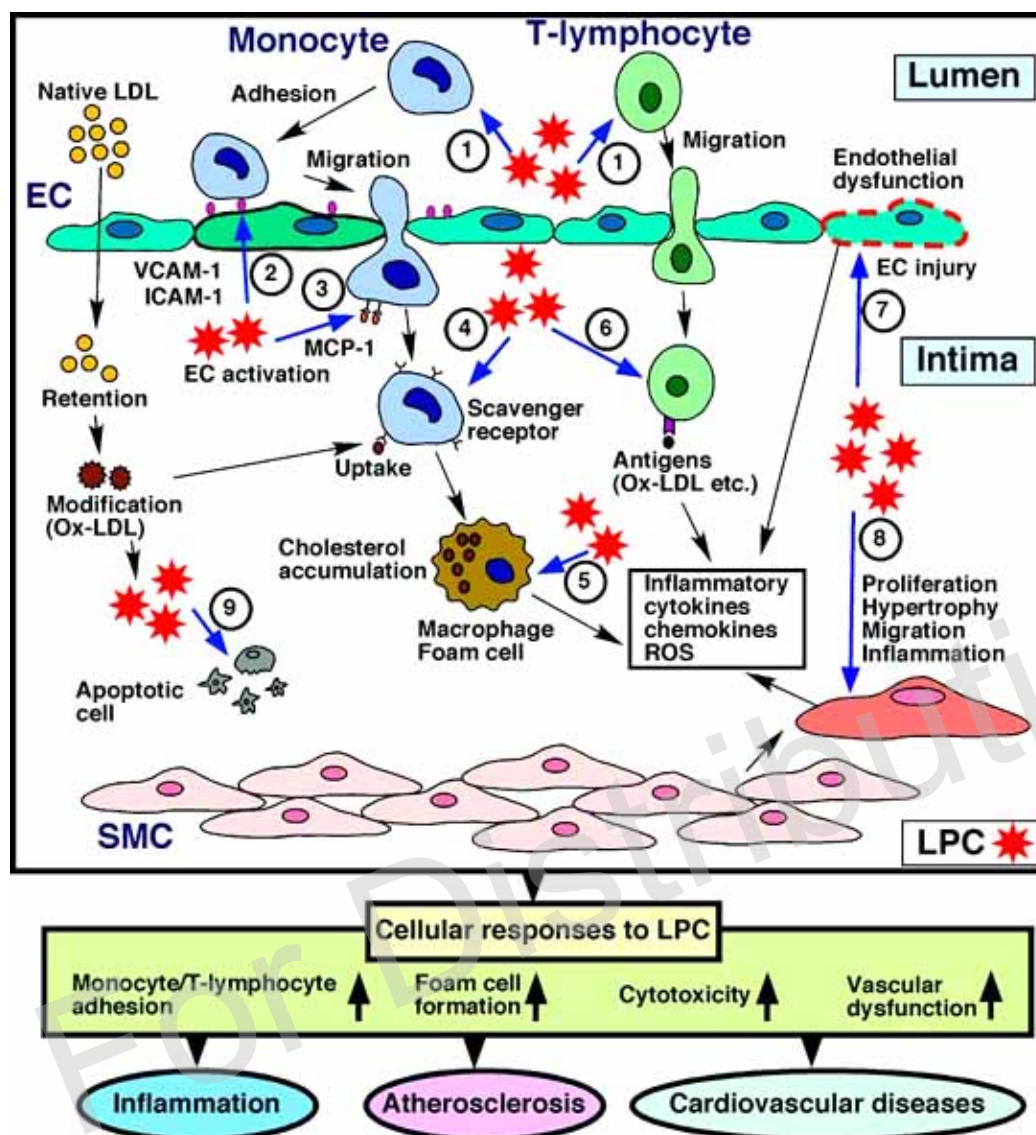 Monocyte
T-lymphocyte
Lumen
Native LDL
Adhesion
1
1
Migration
Migration
Endothelial
dysfunction
EC
VCAM-1
ICAM-1
2
3
EC injury
MCP-1
EC activation
4
6
7
Intima
Retention
Scavenger
receptor
Uptake
Antigens
(Ox-LDL etc.)
Modification
(Ox-LDL)
Cholesterol
accumulation
5
8
Inflammatory
cytokines
chemokines
ROS
Proliferation
Hypertrophy
Migration
Inflammation
9
Macrophage
Foam cell
Apoptotic
cell
SMC
LPC
Cellular responses to LPC
Monocyte/T-lymphocyte
adhesion
Foam cell
formation
Cytotoxicity
Vascular
dysfunction
Inflammation
Atherosclerosis
Cardiovascular diseases
For Distributi